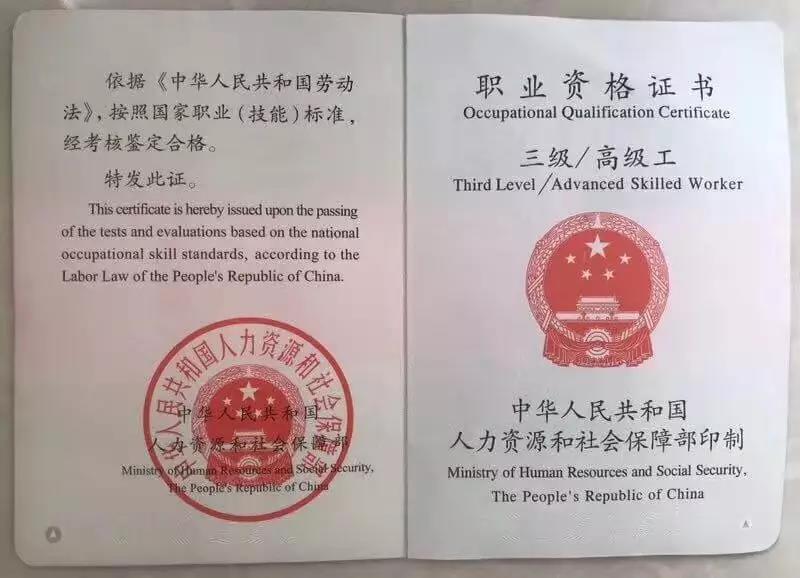 依据《中华人民共和国劳动
法》，按照国家职业（技能）标准，
经考核鉴定合格。
特发此证。
This certificate is hereby issued upon the passing
of the tests and evaluations based on the national
occupational skill standards, according to the
Labor Law of the People's Republic of China.
中华人民共和国人力资源和社会保障部
中华人民共和国
人力资源和社会保障部
Ministry of Human Resources and Social Security,
The People's Republic of China
职业资格证书
Occupational Qualification Certificate
三级/高级工
Third Level/Advanced Skilled Worker
中华人民共和国
人力资源和社会保障部印制
Ministry of Human Resources and Social Security,
The People's Republic of China